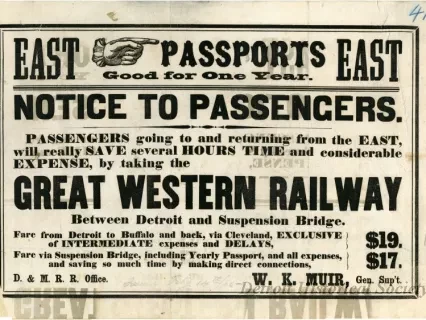 41
EAST PASSPORTS EAST
Good for One Year.
NOTICE TO PASSENGERS.
PASSENGERS going to and returning from the EAST,
will really SAVE several HOURS TIME and considerable
EXPENSE, by taking the
GREAT WESTERN RAILWAY
Between Detroit and Suspension Bridge.
Fare from Detroit to Buffalo and back, via Cleveland, EXCLUSIVE
of INTERMEDIATE expenses and DELAYS, $19.
Fare via Suspension Bridge, including Yearly Passport, and all expenses,
and saving so much time by making direct connections, $17.
D. & M. R. R. Office. W. K. MUIR, Gen. Sup't.
Detroit Historical Society